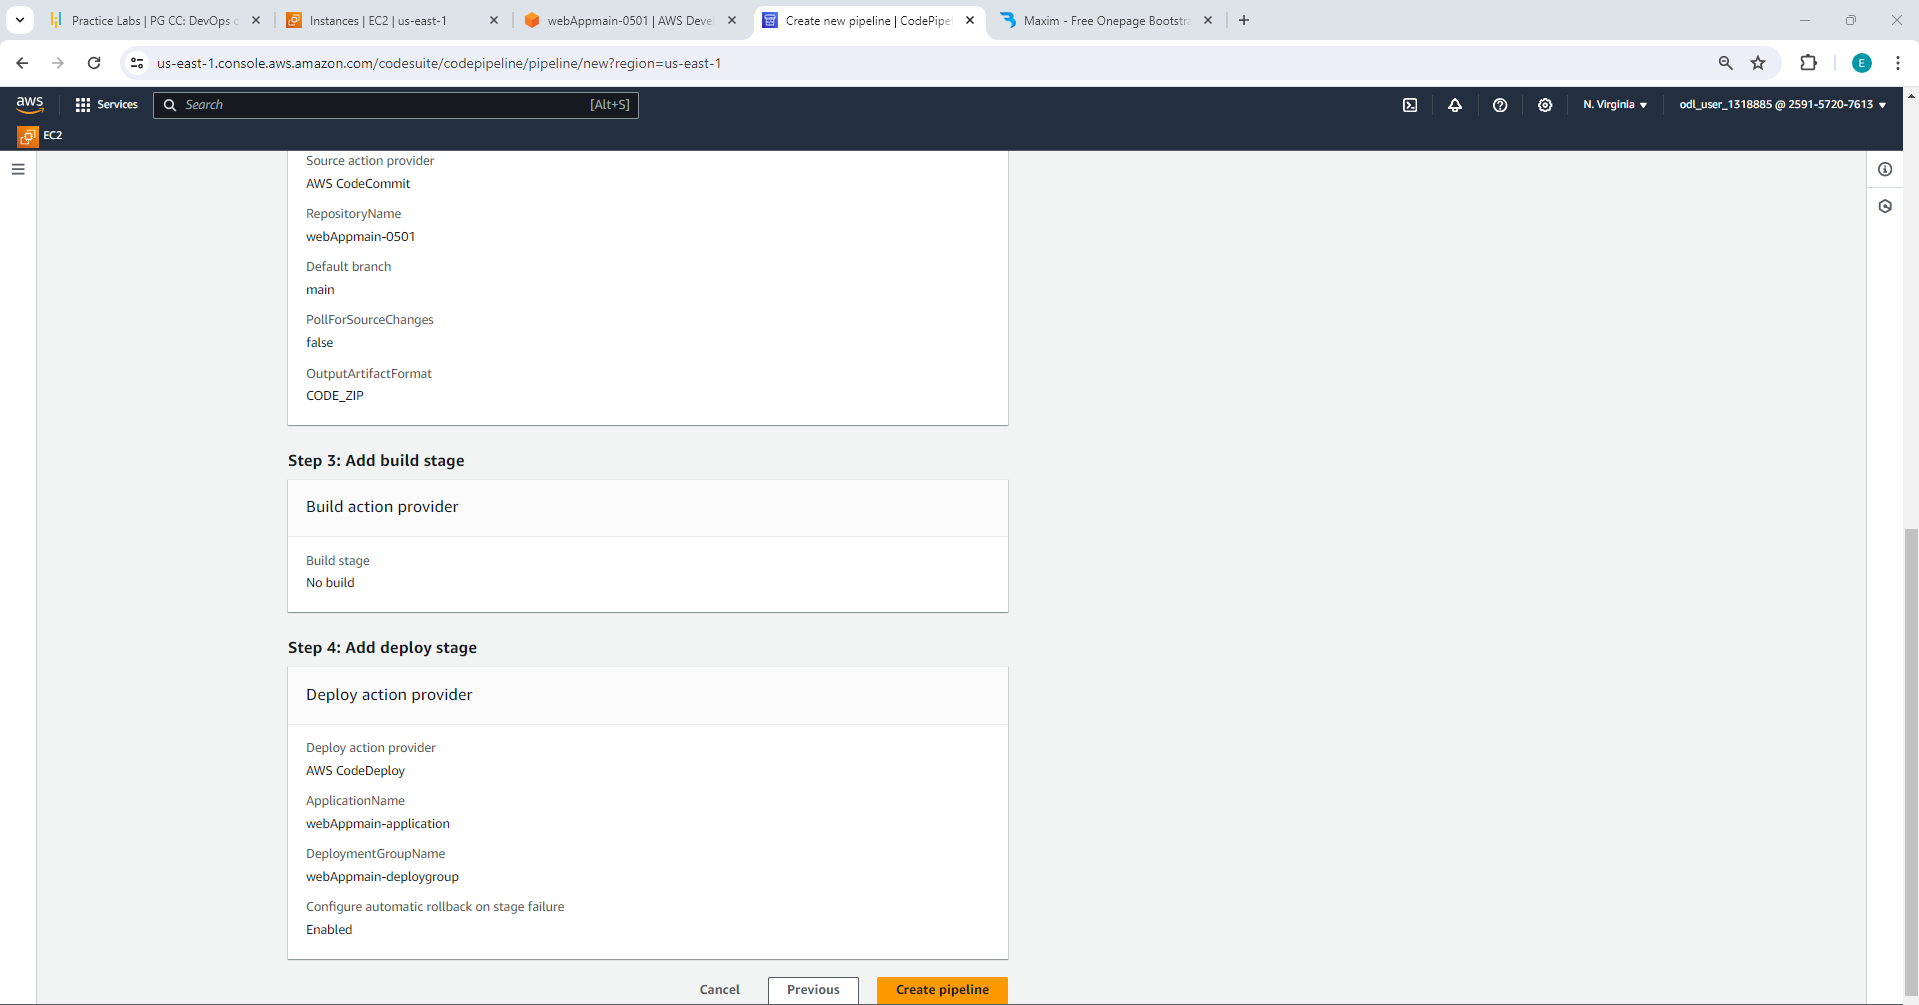 Practice Labs | PG CC: DevOps
Instances | EC2 | us-east-1
webAppmain-0501 | AWS Devel
Create new pipeline | CodePipel
Maxim - Free Onepage Bootstra
us-east-1.console.aws.amazon.com/codesuite/codepipeline/pipeline/new?region=us-east-1
E
aws
Services
Search
[Alt+S]
N. Virginia
odl_user_1318885 @ 2591-5720-7613
EC2
Source action provider
AWS CodeCommit
RepositoryName
webAppmain-0501
Default branch
main
PollForSourceChanges
false
OutputArtifactFormat
CODE_ZIP
Step 3: Add build stage
Build action provider
Build stage
No build
Step 4: Add deploy stage
Deploy action provider
Deploy action provider
AWS CodeDeploy
ApplicationName
webAppmain-application
DeploymentGroupName
webAppmain-deploygroup
Configure automatic rollback on stage failure
Enabled
Cancel
Previous
Create pipeline